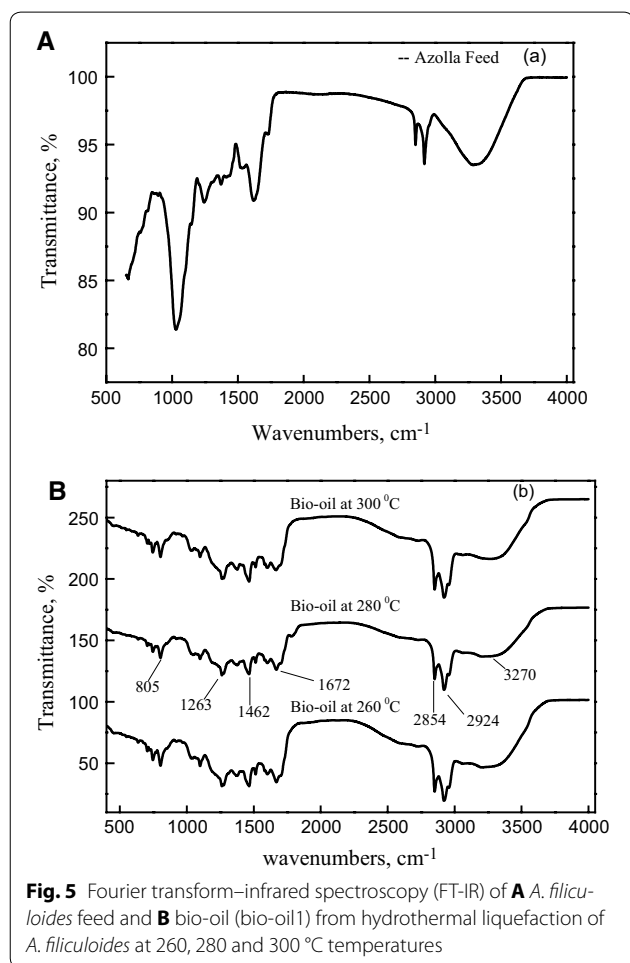 A
(a)
-- Azolla Feed
100
95
90
85
80
Transmittance, %
500 1000 1500 2000 2500 3000 3500 4000
Wavenumbers, cm-1
B
(b)
Bio-oil at 300 °C
250
200
Bio-oil at 280 °C
150
3270
1672
805
1263
1462
2854
2924
100
Bio-oil at 260 °C
50
Transmittance, %
500 1000 1500 2000 2500 3000 3500 4000
wavenumbers, cm-1
Fig. 5 Fourier transform–infrared spectroscopy (FT-IR) of A A. filicu-
loides feed and B bio-oil (bio-oil1) from hydrothermal liquefaction of
A. filiculoides at 260, 280 and 300 °C temperatures